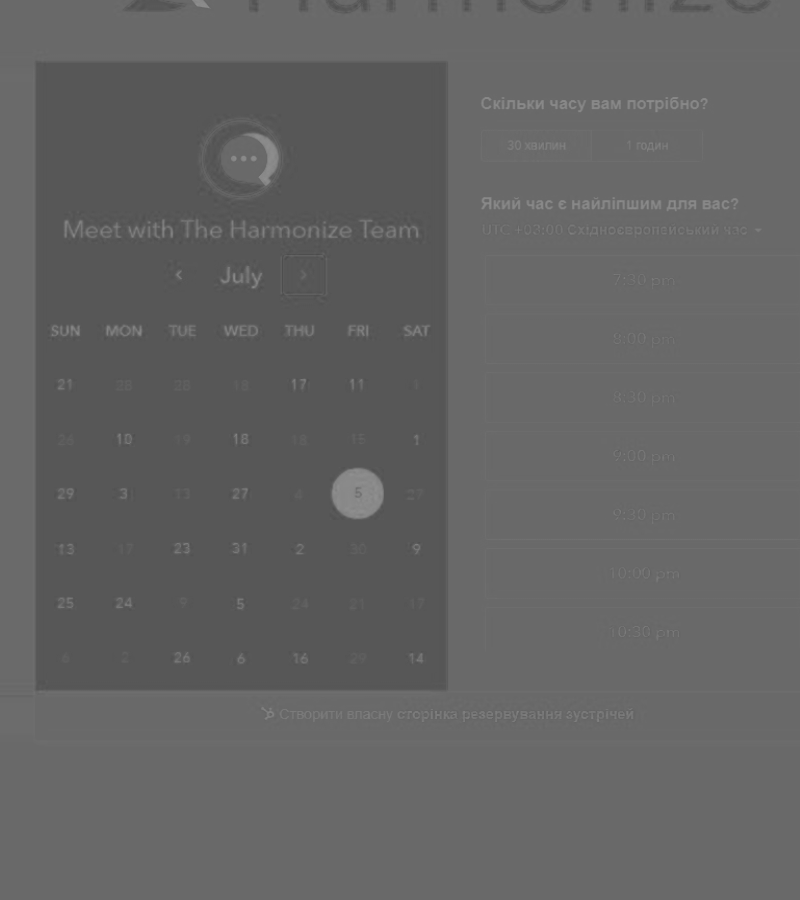 Harmonize
Meet with The Harmonize Team
July
SUN MON TUE WED THU FRI SAT
21 28 28 18 17 11 1
26 10 19 18 18 15 1
29 3 13 27 4 5 27
13 17 23 31 2 30 9
25 24 9 5 24 21 17
6 2 26 6 16 29 14
Скільки часу вам потрібно?
30 хвилин 1 годин
Який час є найліпшим для вас?
UTC +02:00 Східноєвропейський час
7:30 pm
8:00 pm
8:30 pm
9:00 pm
9:30 pm
10:00 pm
10:30 pm
Створити власну сторінка резервування зустрічей